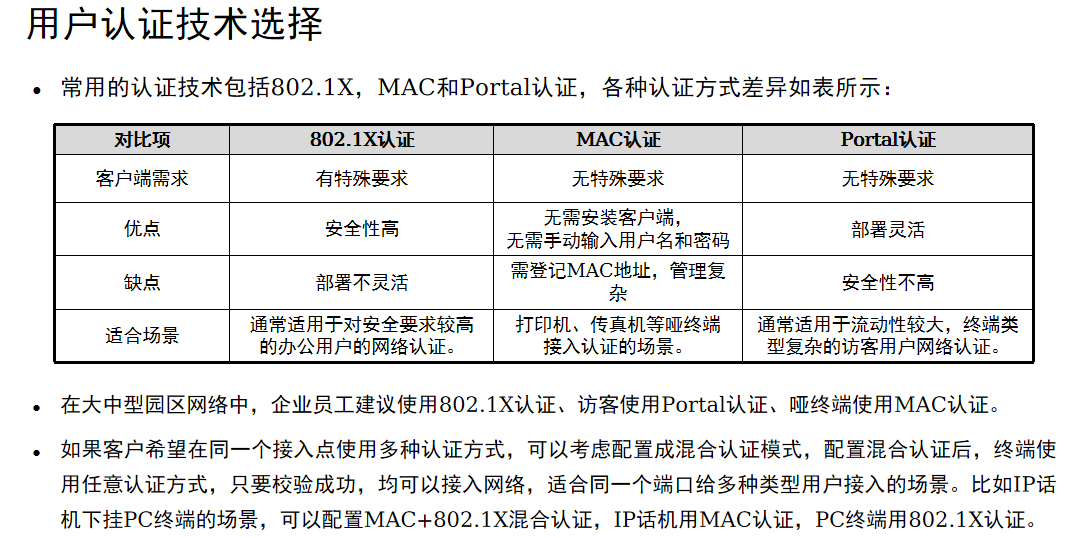 用户认证技术选择
• 常用的认证技术包括802.1X，MAC和Portal认证，各种认证方式差异如表所示：
对比项 802.1X认证 MAC认证 Portal认证
客户端需求 有特殊要求 无特殊要求 无特殊要求
优点 安全性高 无需安装客户端，
无需手动输入用户名和密码 部署灵活
缺点 部署不灵活 需登记MAC地址，管理复
杂 安全性不高
适合场景 通常适用于对安全要求较高
的办公用户的网络认证。 打印机、传真机等哑终端
接入认证的场景。 通常适用于流动性较大，终端类
型复杂的访客用户网络认证。
• 在大中型园区网络中，企业员工建议使用802.1X认证、访客使用Portal认证、哑终端使用MAC认证。
• 如果客户希望在同一个接入点使用多种认证方式，可以考虑配置成混合认证模式，配置混合认证后，终端使
用任意认证方式，只要校验成功，均可以接入网络，适合同一个端口给多种类型用户接入的场景。比如IP话
机下挂PC终端的场景，可以配置MAC+802.1X混合认证，IP话机用MAC认证，PC终端用802.1X认证。